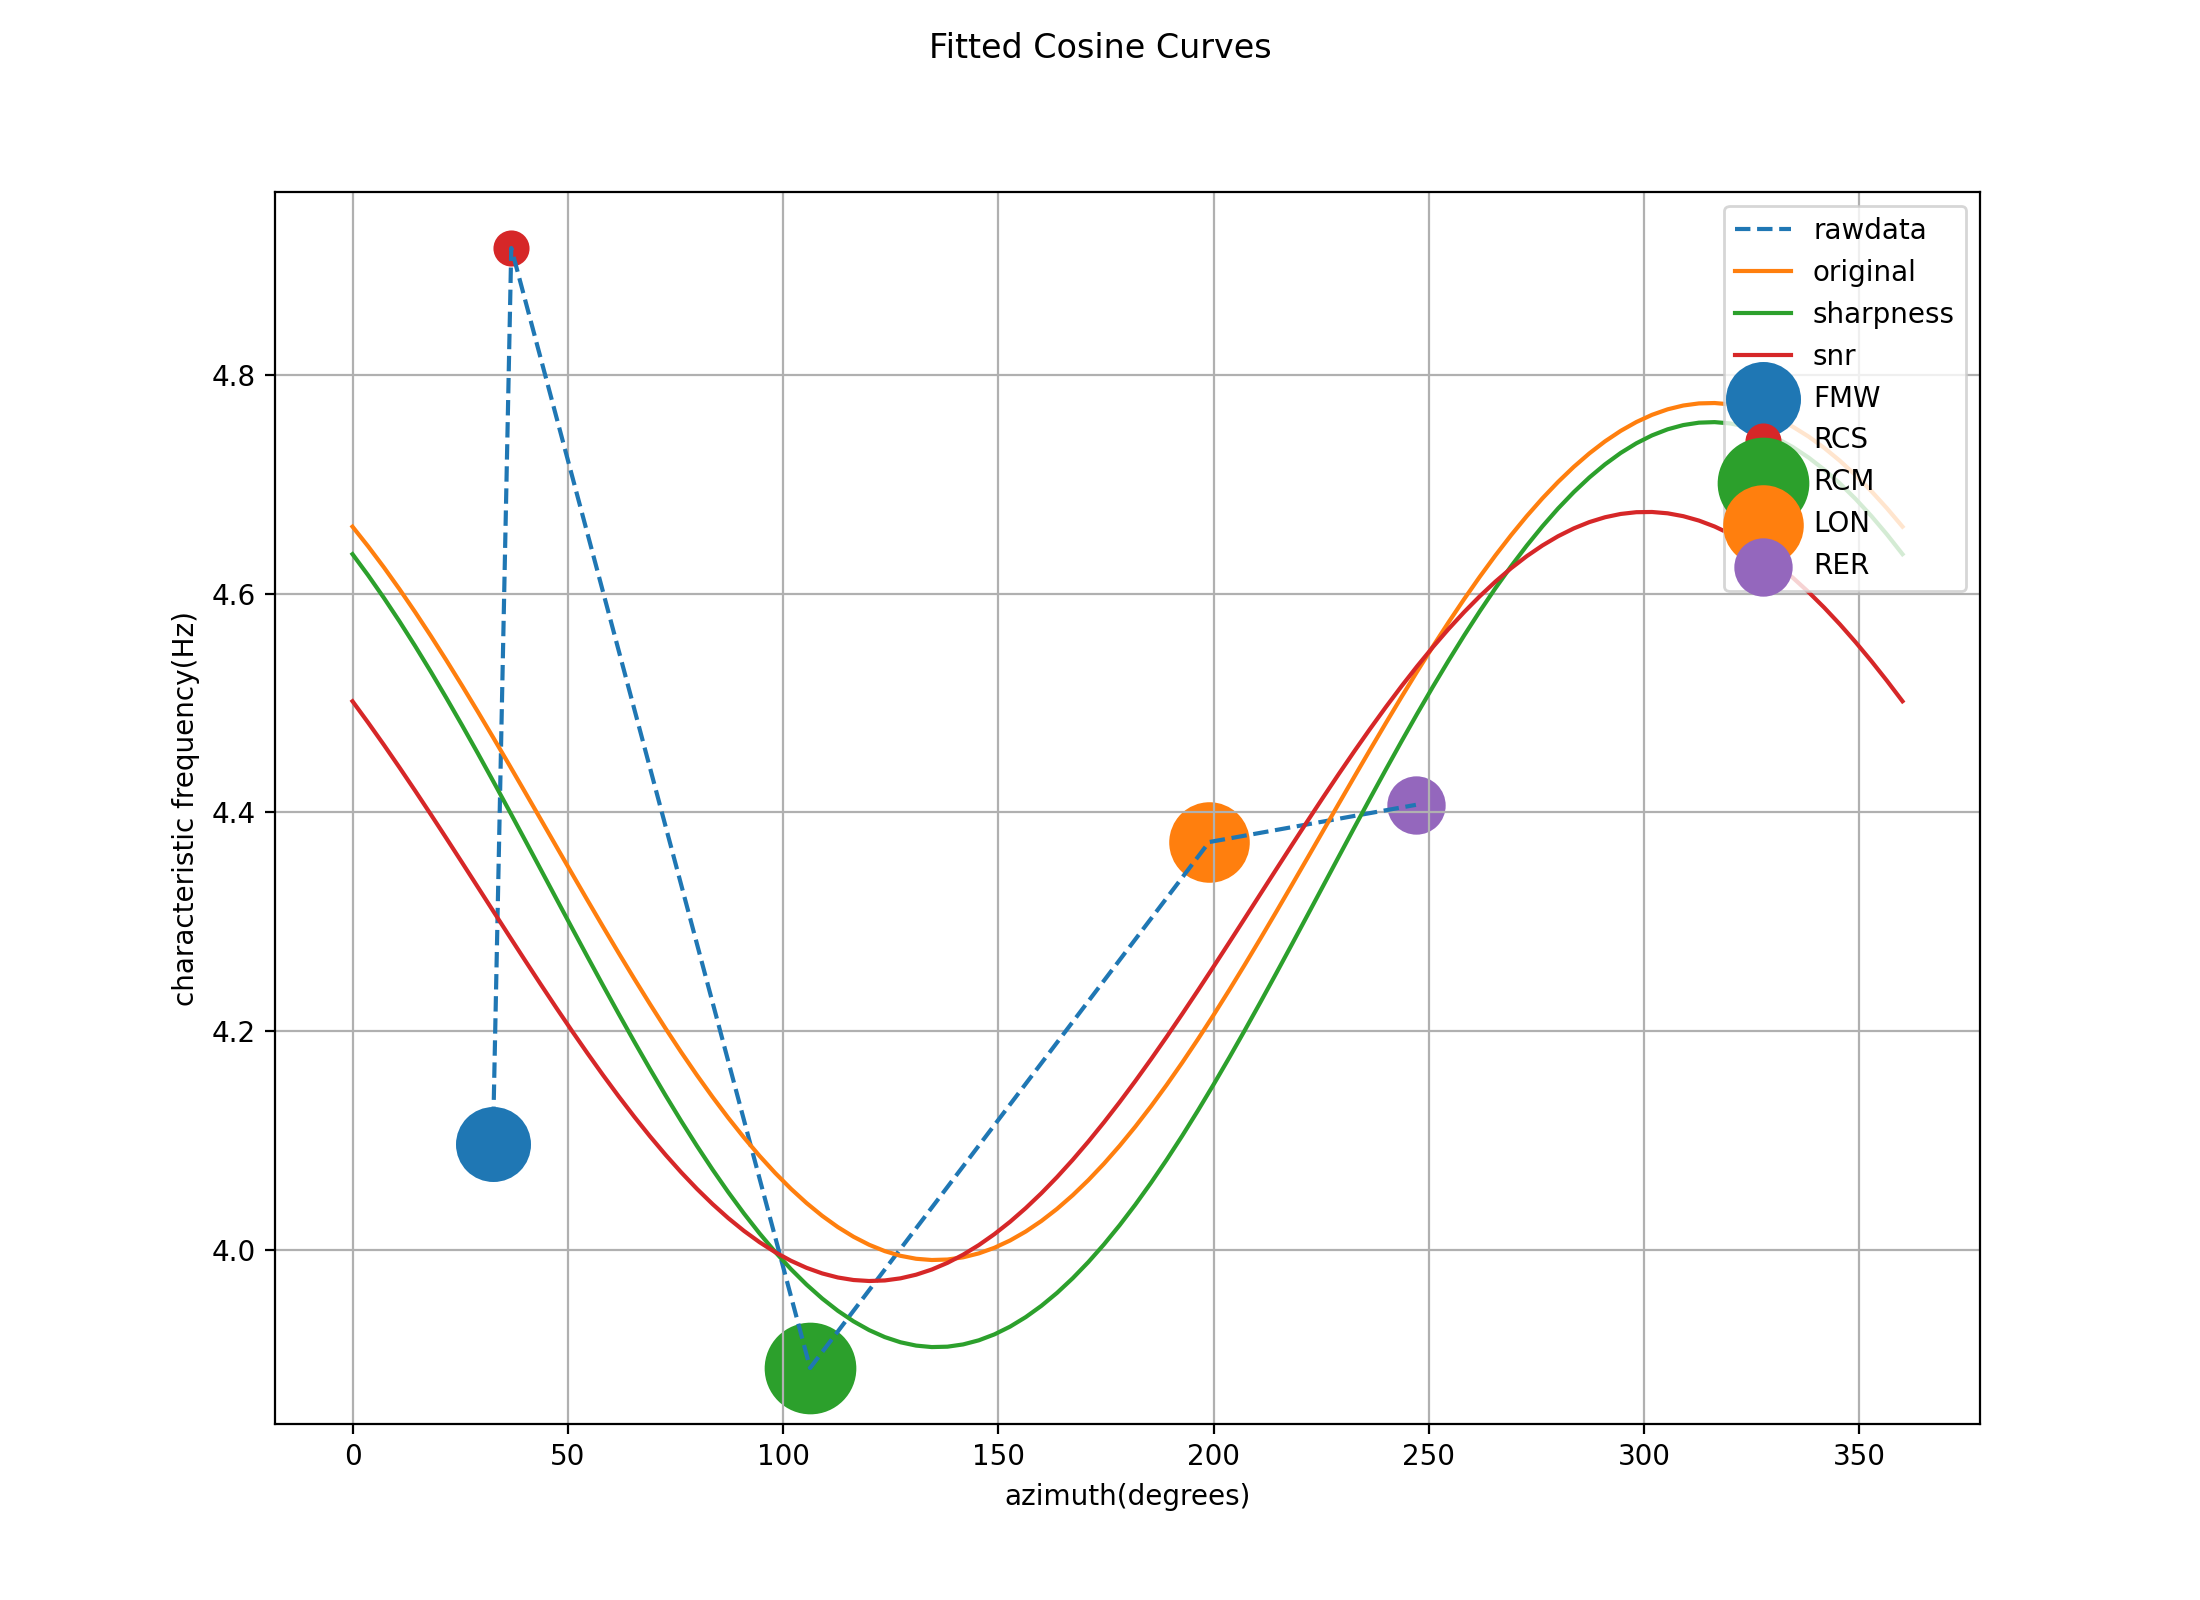 Fitted Cosine Curves
rawdata
original
sharpness
snr
FMW
RCS
RCM
LON
RER
4.8
4.6
4.4
4.2
4.0
characteristic frequency(Hz)
0 50 100 150 200 250 300 350
azimuth(degrees)